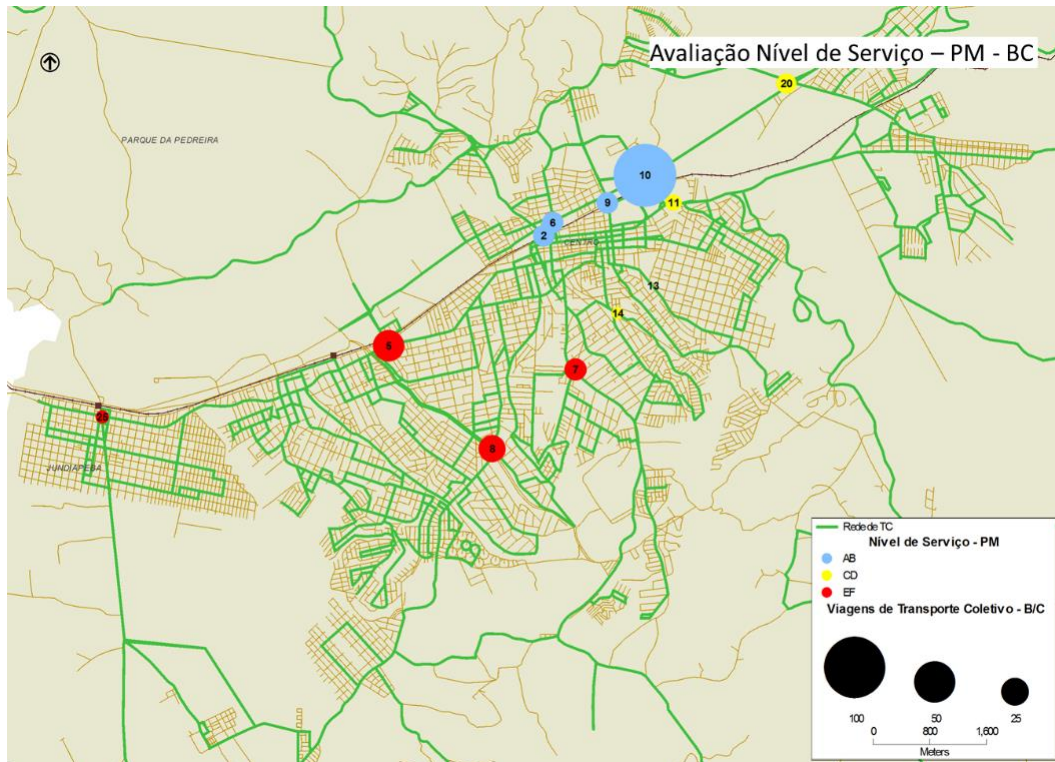 Avaliação Nível de Serviço – PM - BC
20
PARQUE DA PEDREIRA
10
9
11
6
2
CENTRO
13
14
5
7
8
JUNDIAPEBA
Rede de TC
Nível de Serviço - PM
AB
CD
EF
Viagens de Transporte Coletivo - B/C
100
50
25
0
800
1,600
Meters